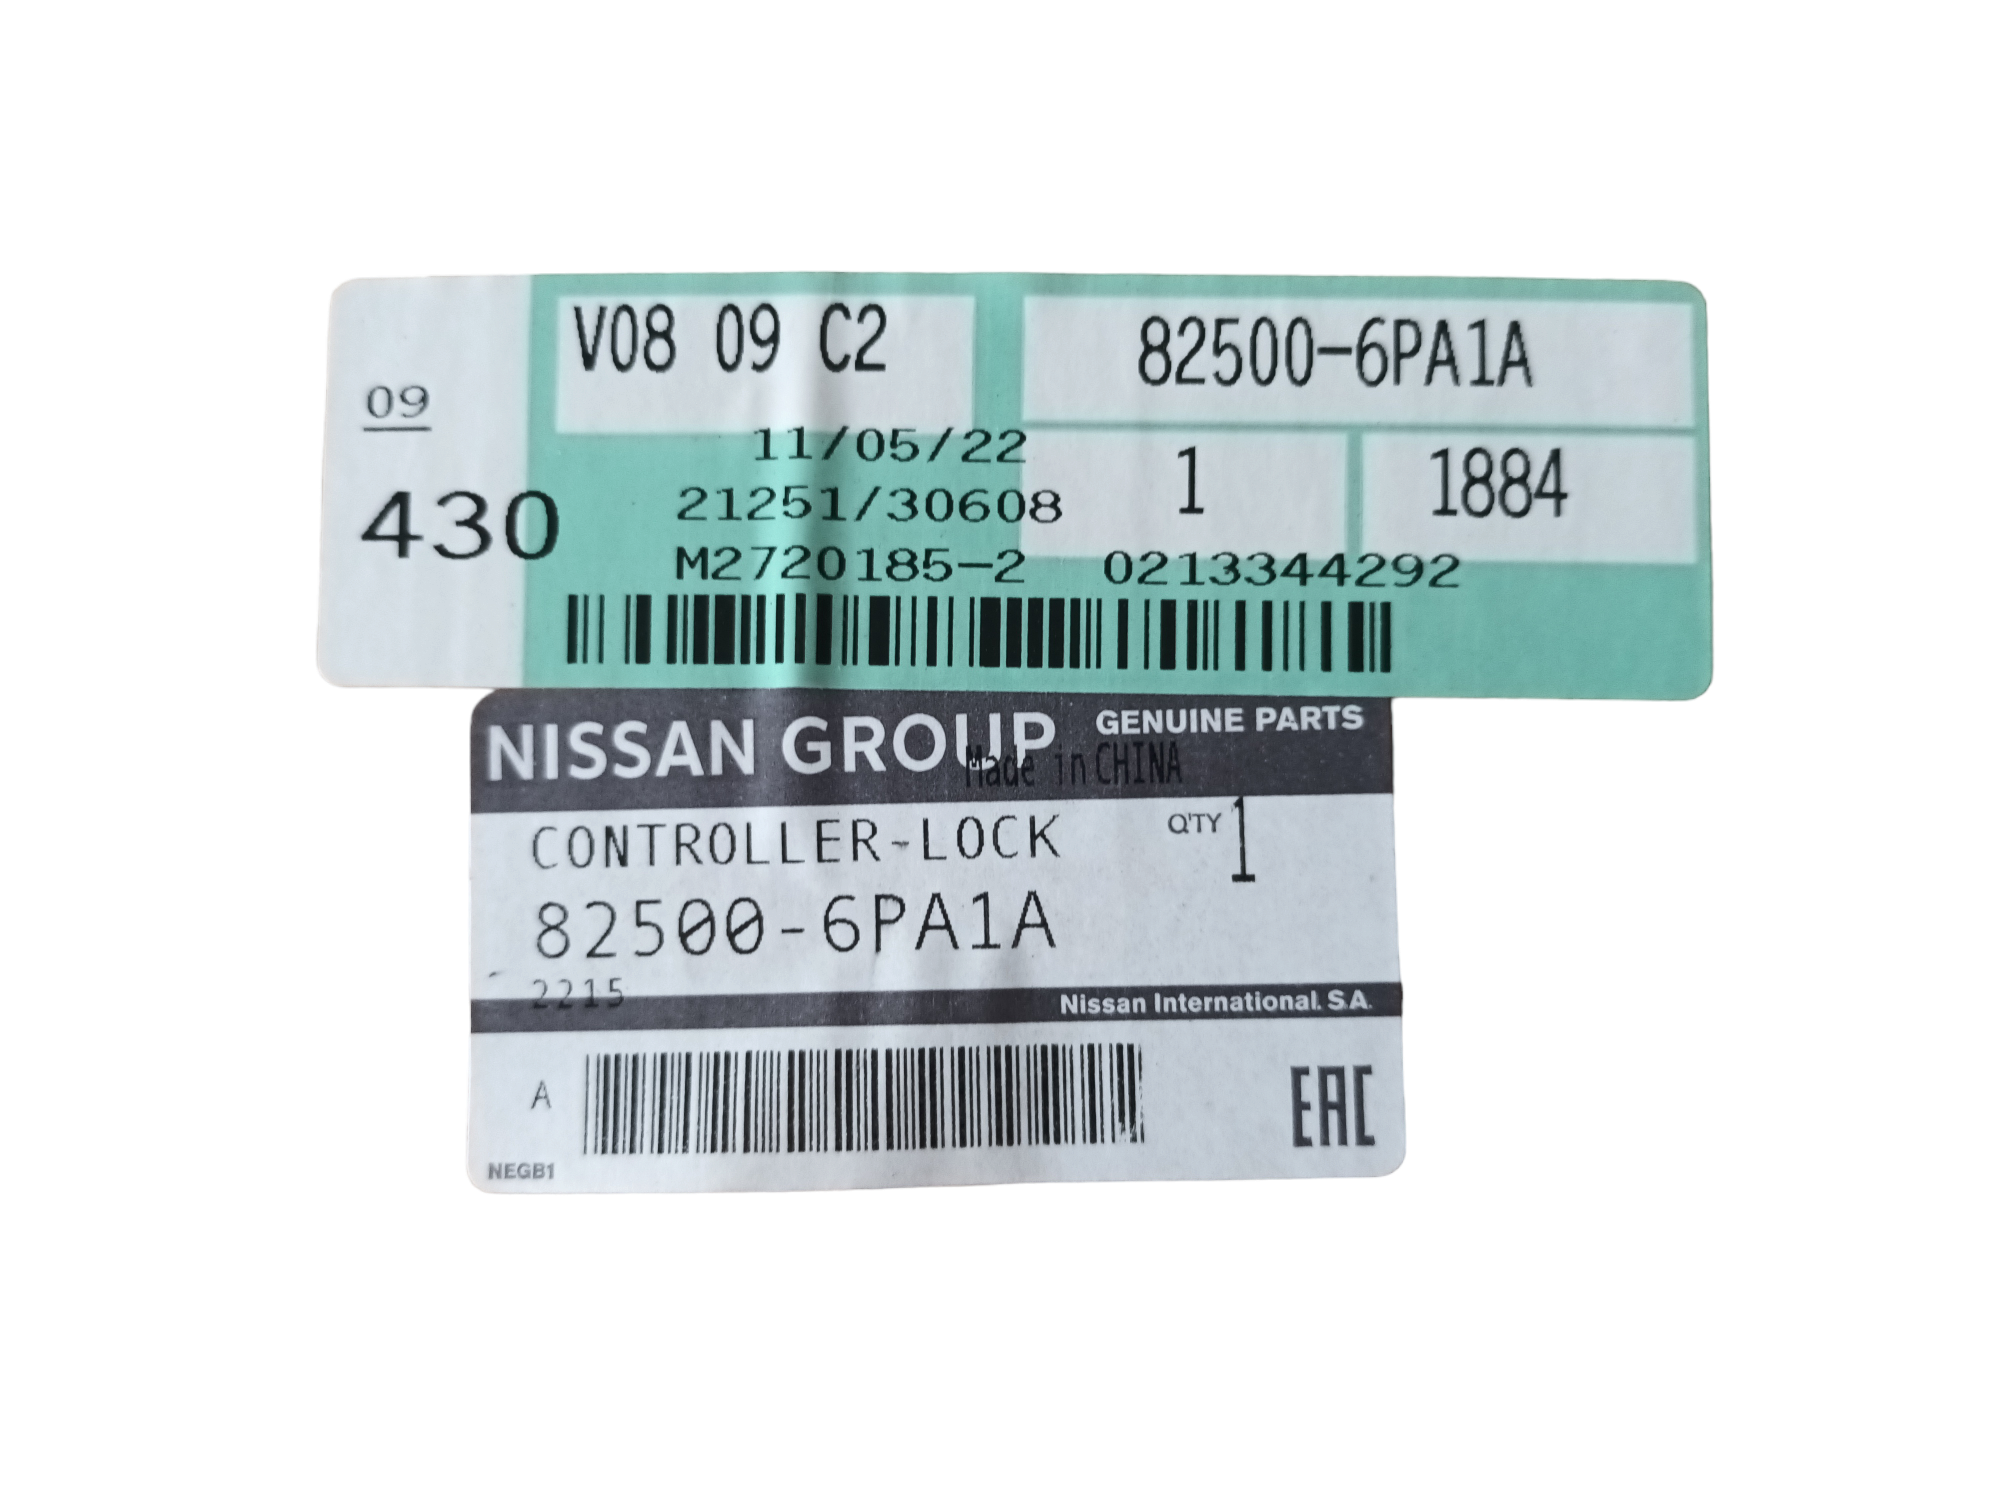 V08 09 C2
82500-6PA1A
09
430
11/05/22
21251/30608
1
1884
M2720185-2 0213344292
NISSAN GROUP
GENUINE PARTS
Made in CHINA
CONTROLLER-LOCK
Q'TY 1
82500-6PA1A
2215
Nissan International. S.A.
A
EAC
NEGB1